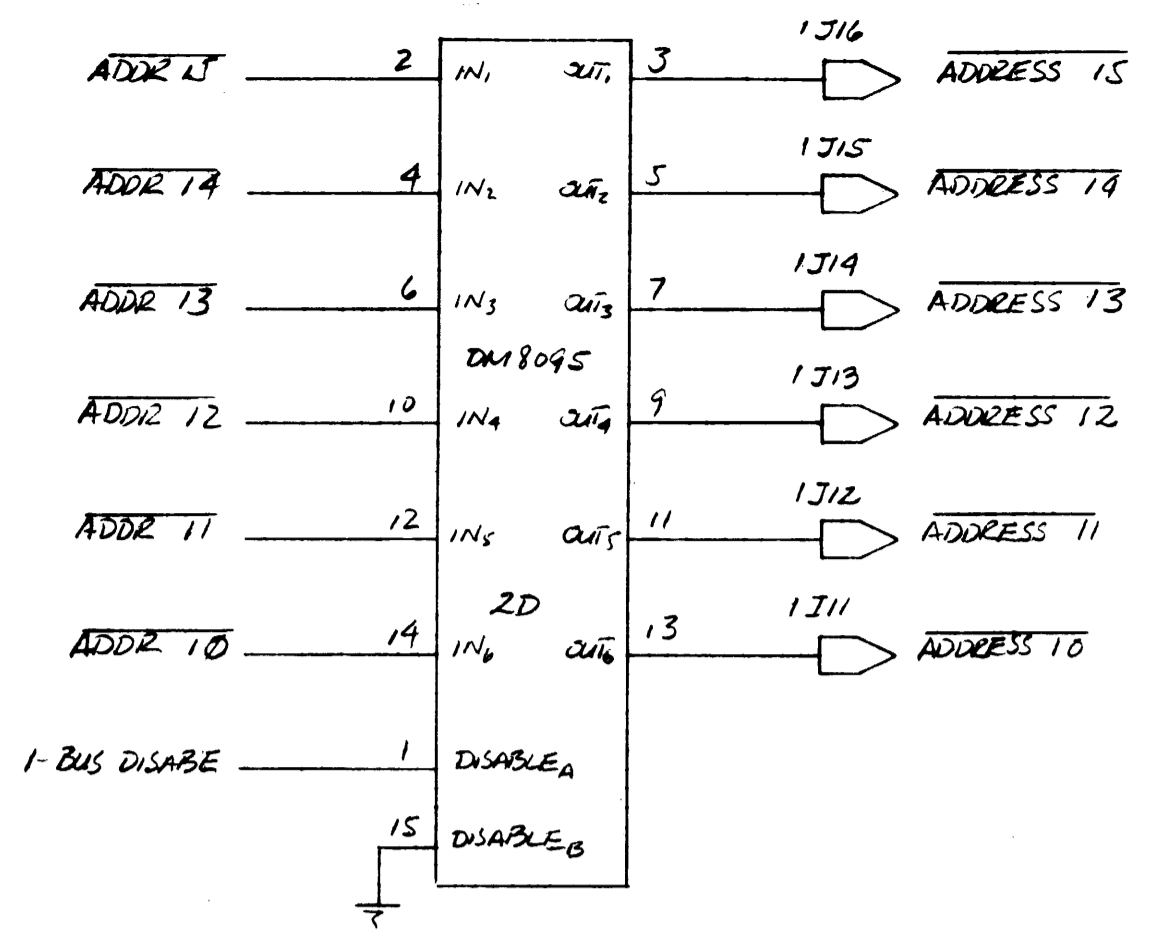 1J16
ADDR 15 2 IN1 OUT1 3 ADDRESS 15
1J15
ADDR 14 4 IN2 OUT2 5 ADDRESS 14
1J14
ADDR 13 6 IN3 OUT3 7 ADDRESS 13
DM8095
1J13
ADDR 12 10 IN4 OUT4 9 ADDRESS 12
1J12
ADDR 11 12 IN5 OUT5 11 ADDRESS 11
2D
1J11
ADDR 1Ø 14 IN6 OUT6 13 ADDRESS 10
1-BUS DISABE 1 DISABLEA
15 DISABLEB